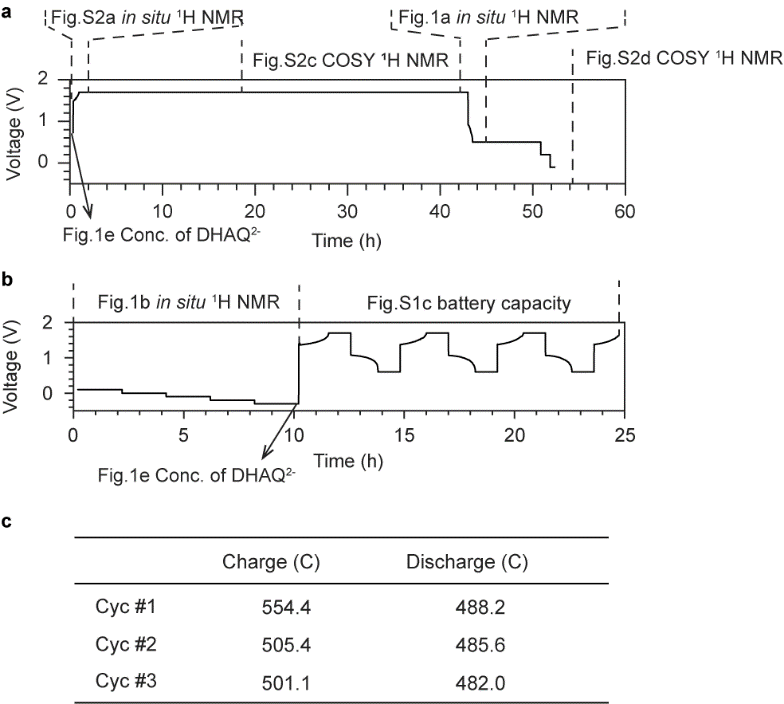 a
Fig.S2a in situ ¹H NMR
Fig.1a in situ ¹H NMR
Fig.S2c COSY ¹H NMR
Fig.S2d COSY ¹H NMR
Voltage (V)
2
1
0
0 10 20 30 40 50 60
Fig.1e Conc. of DHAQ²⁻
Time (h)
b
Fig.1b in situ ¹H NMR
Fig.S1c battery capacity
Voltage (V)
2
1
0
0 5 10 15 20 25
Time (h)
Fig.1e Conc. of DHAQ²⁻
c
Charge (C) Discharge (C)
Cyc #1 554.4 488.2
Cyc #2 505.4 485.6
Cyc #3 501.1 482.0